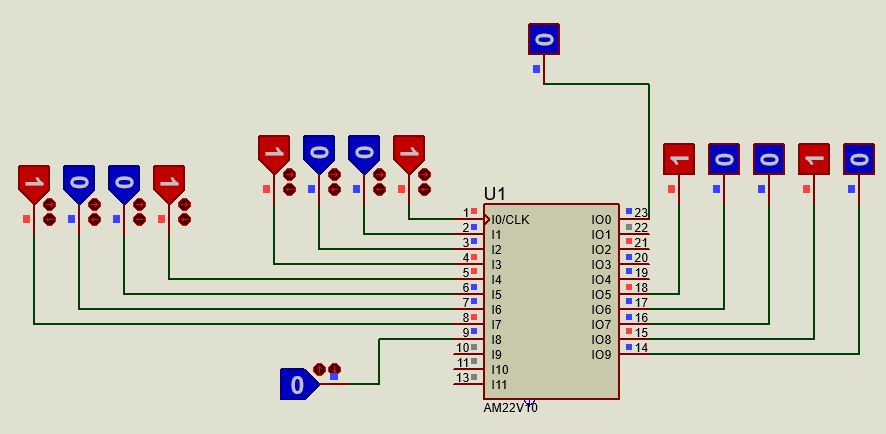 0
1 0 0 1
1 0 0 1
1 0 0 1 0
U1
1 I0/CLK IO0 23
2 I1 IO1 22
3 I2 IO2 21
4 I3 IO3 20
5 I4 IO4 19
6 I5 IO5 18
7 I6 IO6 17
8 I7 IO7 16
9 I8 IO8 15
10 I9 IO9 14
11 I10
13 I11
0
AM22V10